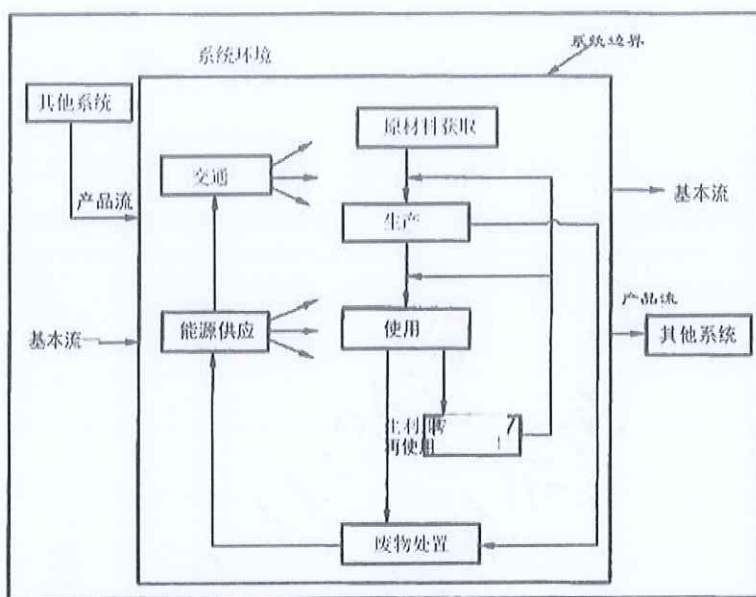 系统环境
系统边界
其他系统
原材料获取
交通
产品流
生产
基本流
能源供应
使用
产品流
基本流
其他系统
再使用
废物处置